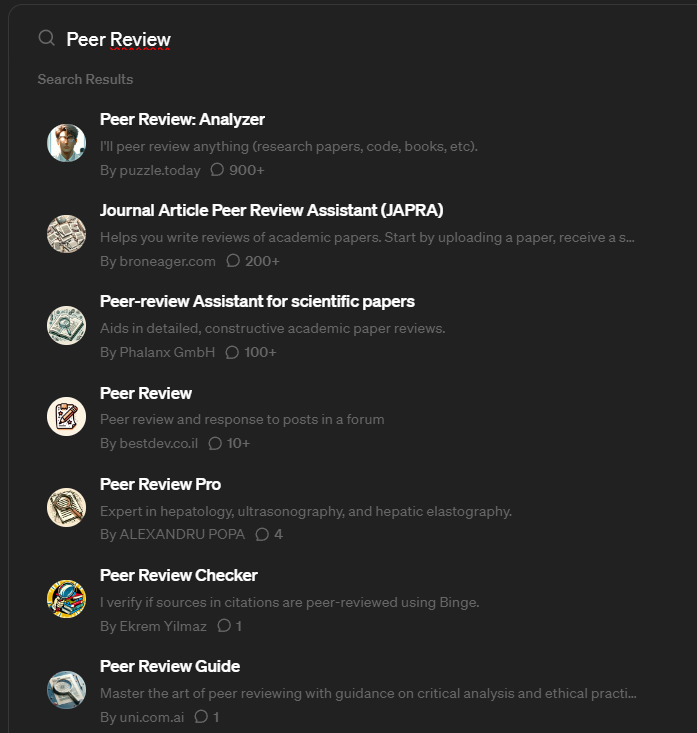 Peer Review
Search Results
Peer Review: Analyzer
I'll peer review anything (research papers, code, books, etc).
By puzzle.today 900+
Journal Article Peer Review Assistant (JAPRA)
Helps you write reviews of academic papers. Start by uploading a paper, receive a s...
By broneager.com 200+
Peer-review Assistant for scientific papers
Aids in detailed, constructive academic paper reviews.
By Phalanx GmbH 100+
Peer Review
Peer review and response to posts in a forum
By bestdev.co.il 10+
Peer Review Pro
Expert in hepatology, ultrasonography, and hepatic elastography.
By ALEXANDRU POPA 4
Peer Review Checker
I verify if sources in citations are peer-reviewed using Binge.
By Ekrem Yilmaz 1
Peer Review Guide
Master the art of peer reviewing with guidance on critical analysis and ethical practi...
By uni.com.ai 1